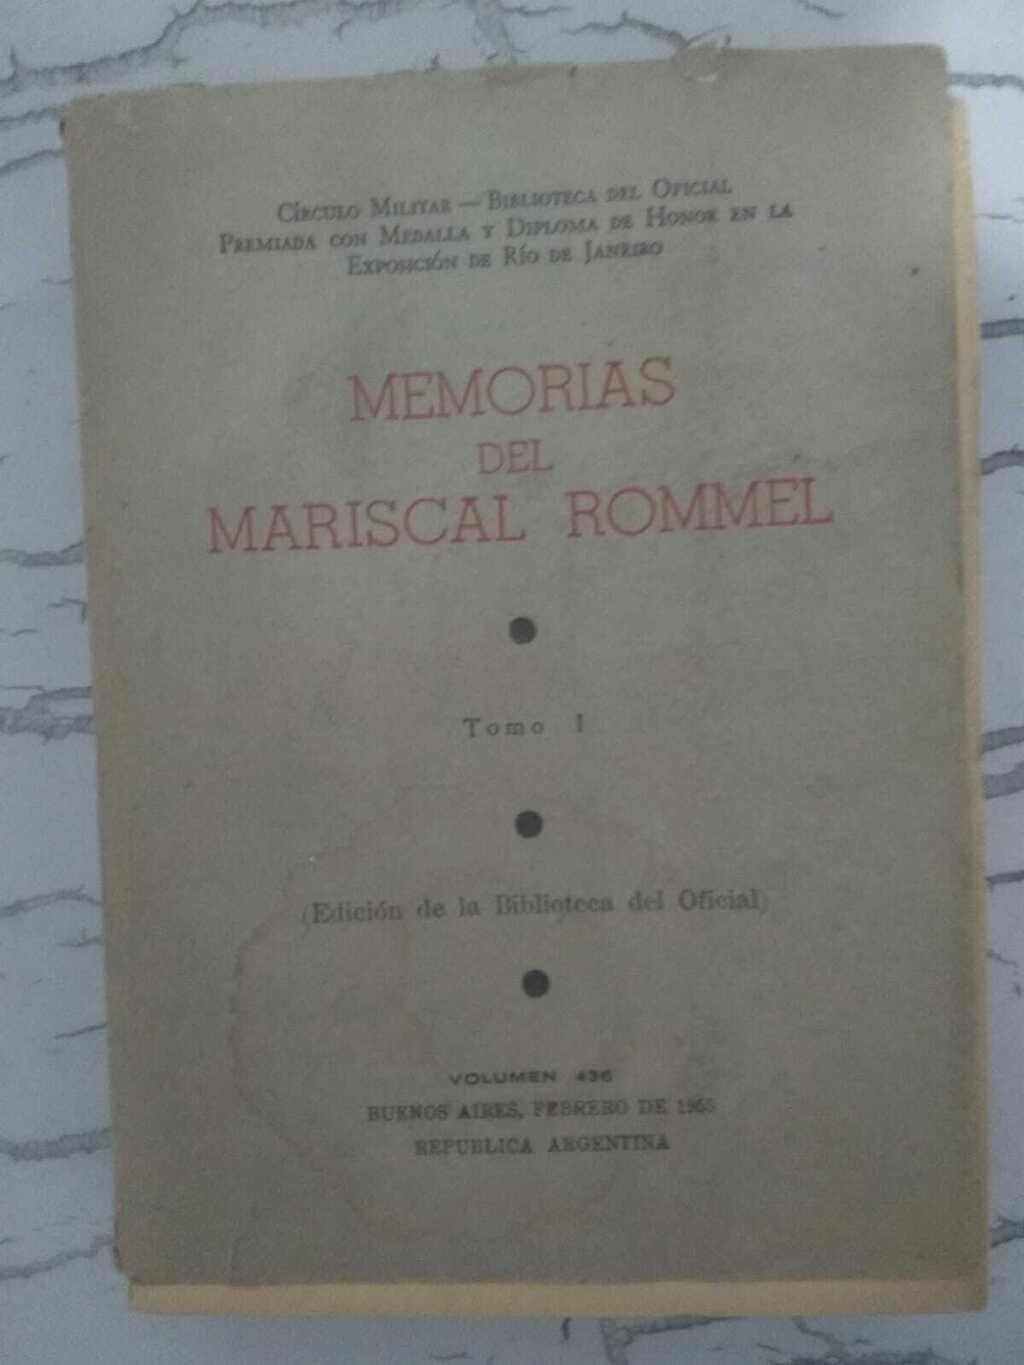 Círculo Militar — Biblioteca del Oficial
Premiada con Medalla y Diploma de Honor en la
Exposición de Río de Janeiro
MEMORIAS
DEL
MARISCAL ROMMEL
Tomo I
(Edición de la Biblioteca del Oficial)
VOLUMEN 436
BUENOS AIRES, FEBRERO DE
REPUBLICA ARGENTINA